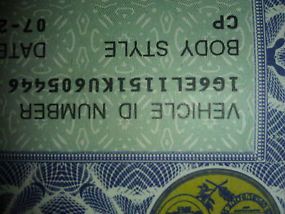 VEHICLE ID NUMBER
1G6EL1151KU605446
BODY STYLE DATE
CP 07-2